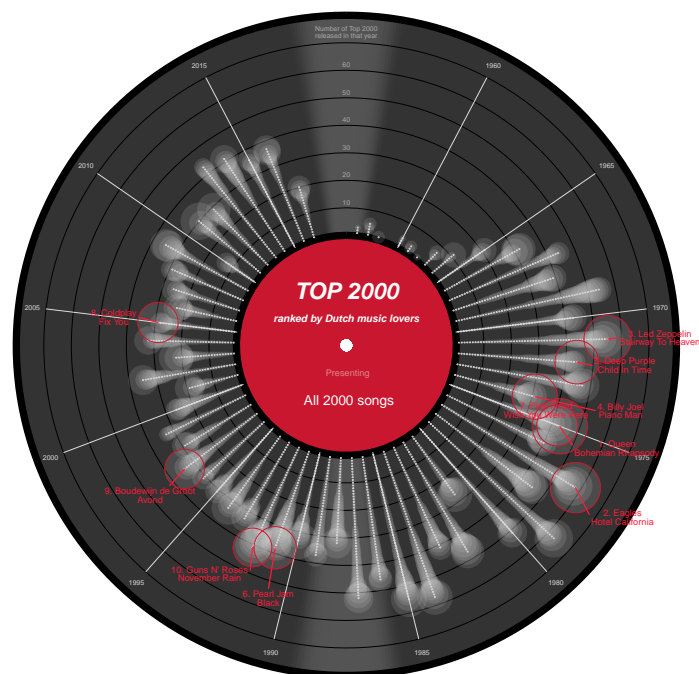 Number of Top 2000
released in that year
60
50
40
30
20
10
2015
1960
2010
1965
2005
1970
2000
1975
1995
1980
1990
1985
TOP 2000
ranked by Dutch music lovers
Presenting
All 2000 songs
8. Coldplay
Fix You
3. Led Zeppelin
Stairway To Heaven
Deep Purple
Child In Time
4. Billy Joel
Piano Man
Queen
Bohemian Rhapsody
2. Eagles
Hotel California
9. Boudewijn de Groot
Avond
10. Guns N' Roses
November Rain
6. Pearl Jam
Black